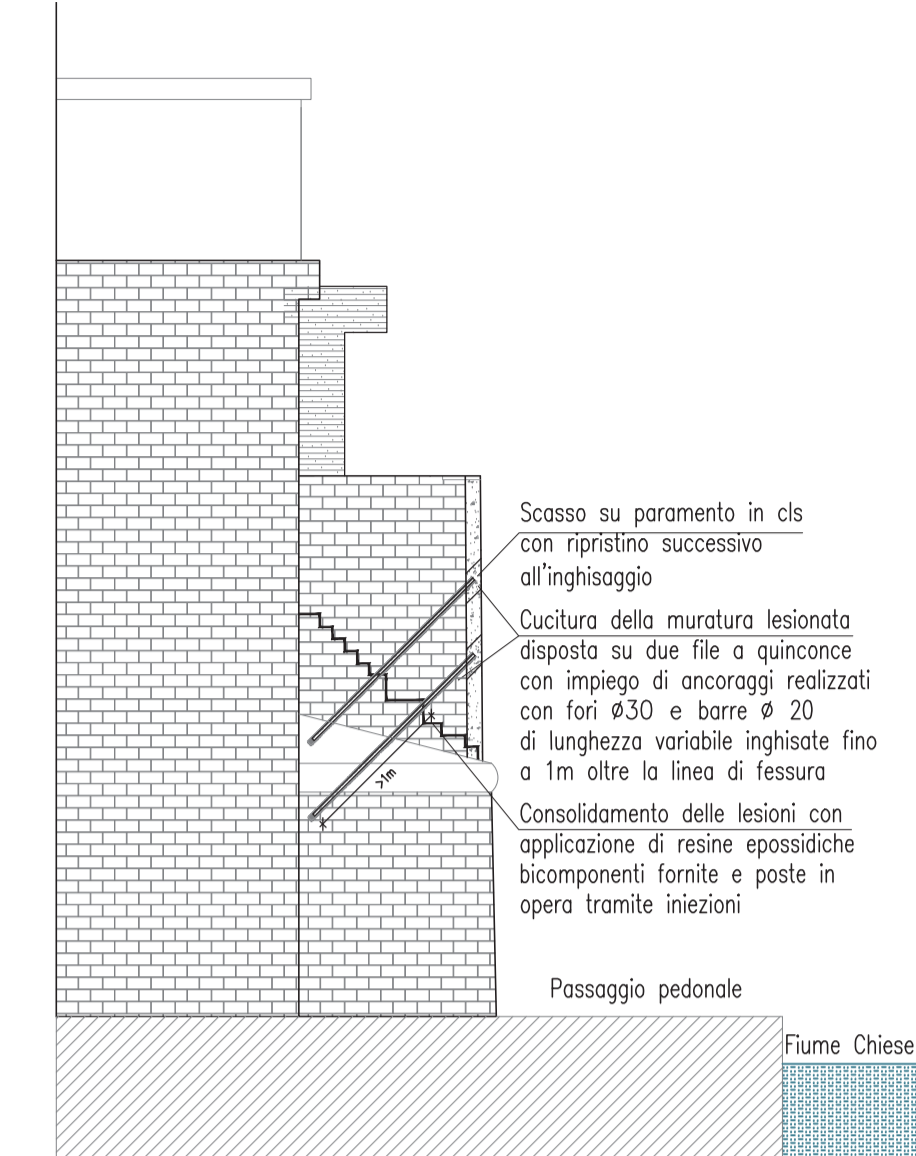 Scasso su paramento in cls
con ripristino successivo
all'inghisaggio
Cucitura della muratura lesionata
disposta su due file a quinconce
con impiego di ancoraggi realizzati
con fori Ø30 e barre Ø 20
di lunghezza variabile inghisate fino
a 1m oltre la linea di fessura
>1m
Consolidamento delle lesioni con
applicazione di resine epossidiche
bicomponenti fornite e poste in
opera tramite iniezioni
Passaggio pedonale
Fiume Chiese